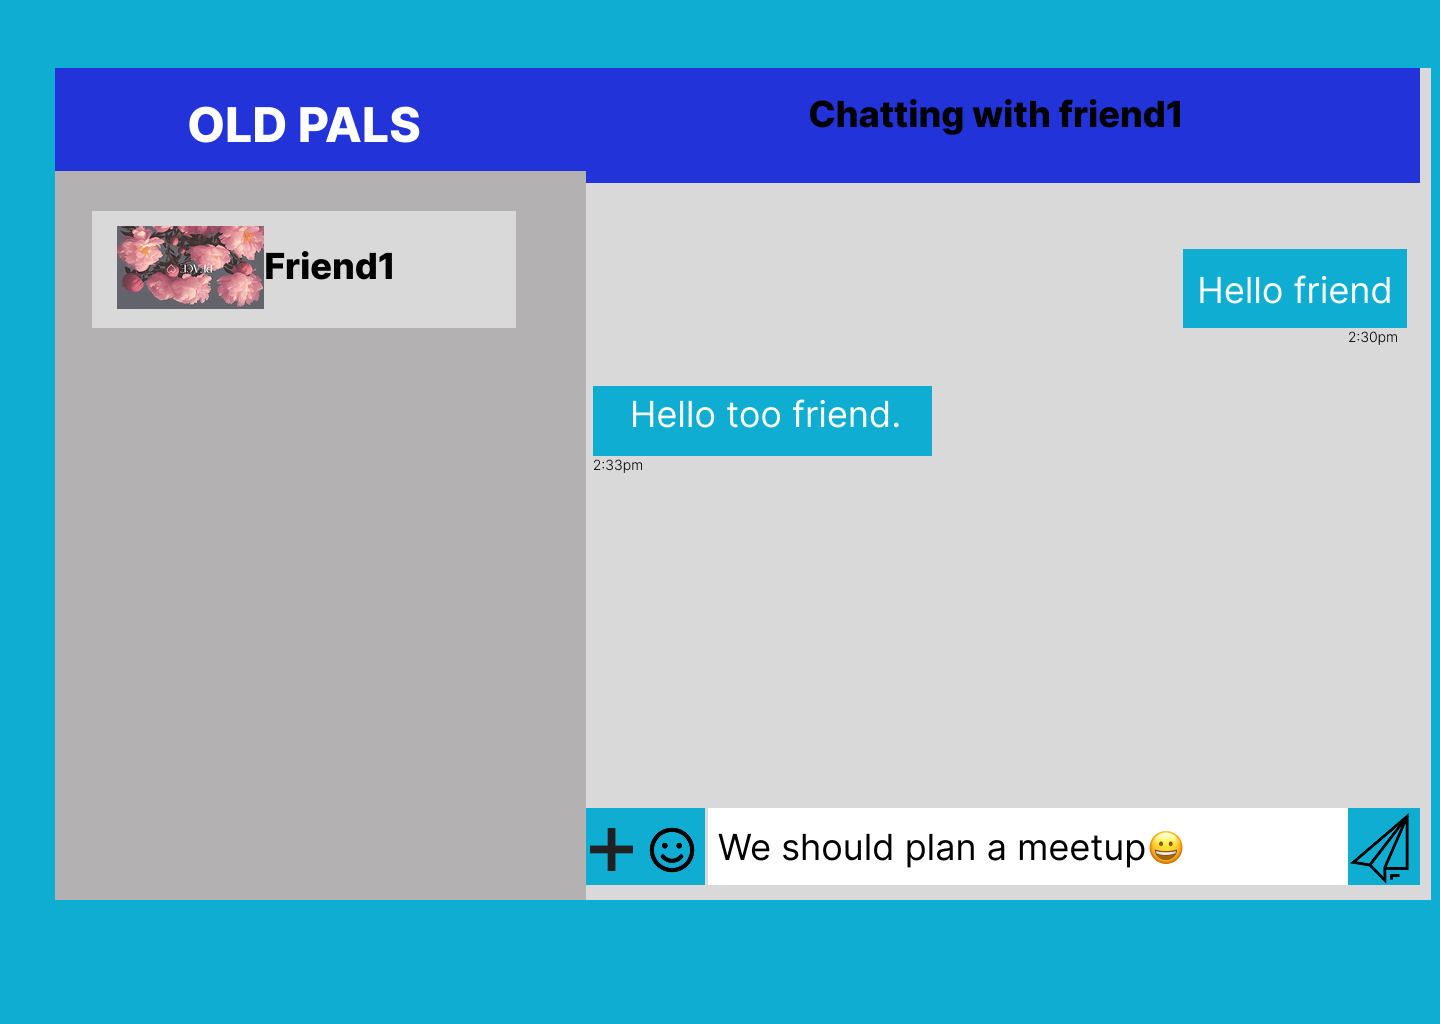 OLD PALS
Chatting with friend1
PEACE
Friend1
Hello friend
2:30pm
Hello too friend.
2:33pm
We should plan a meetup😀